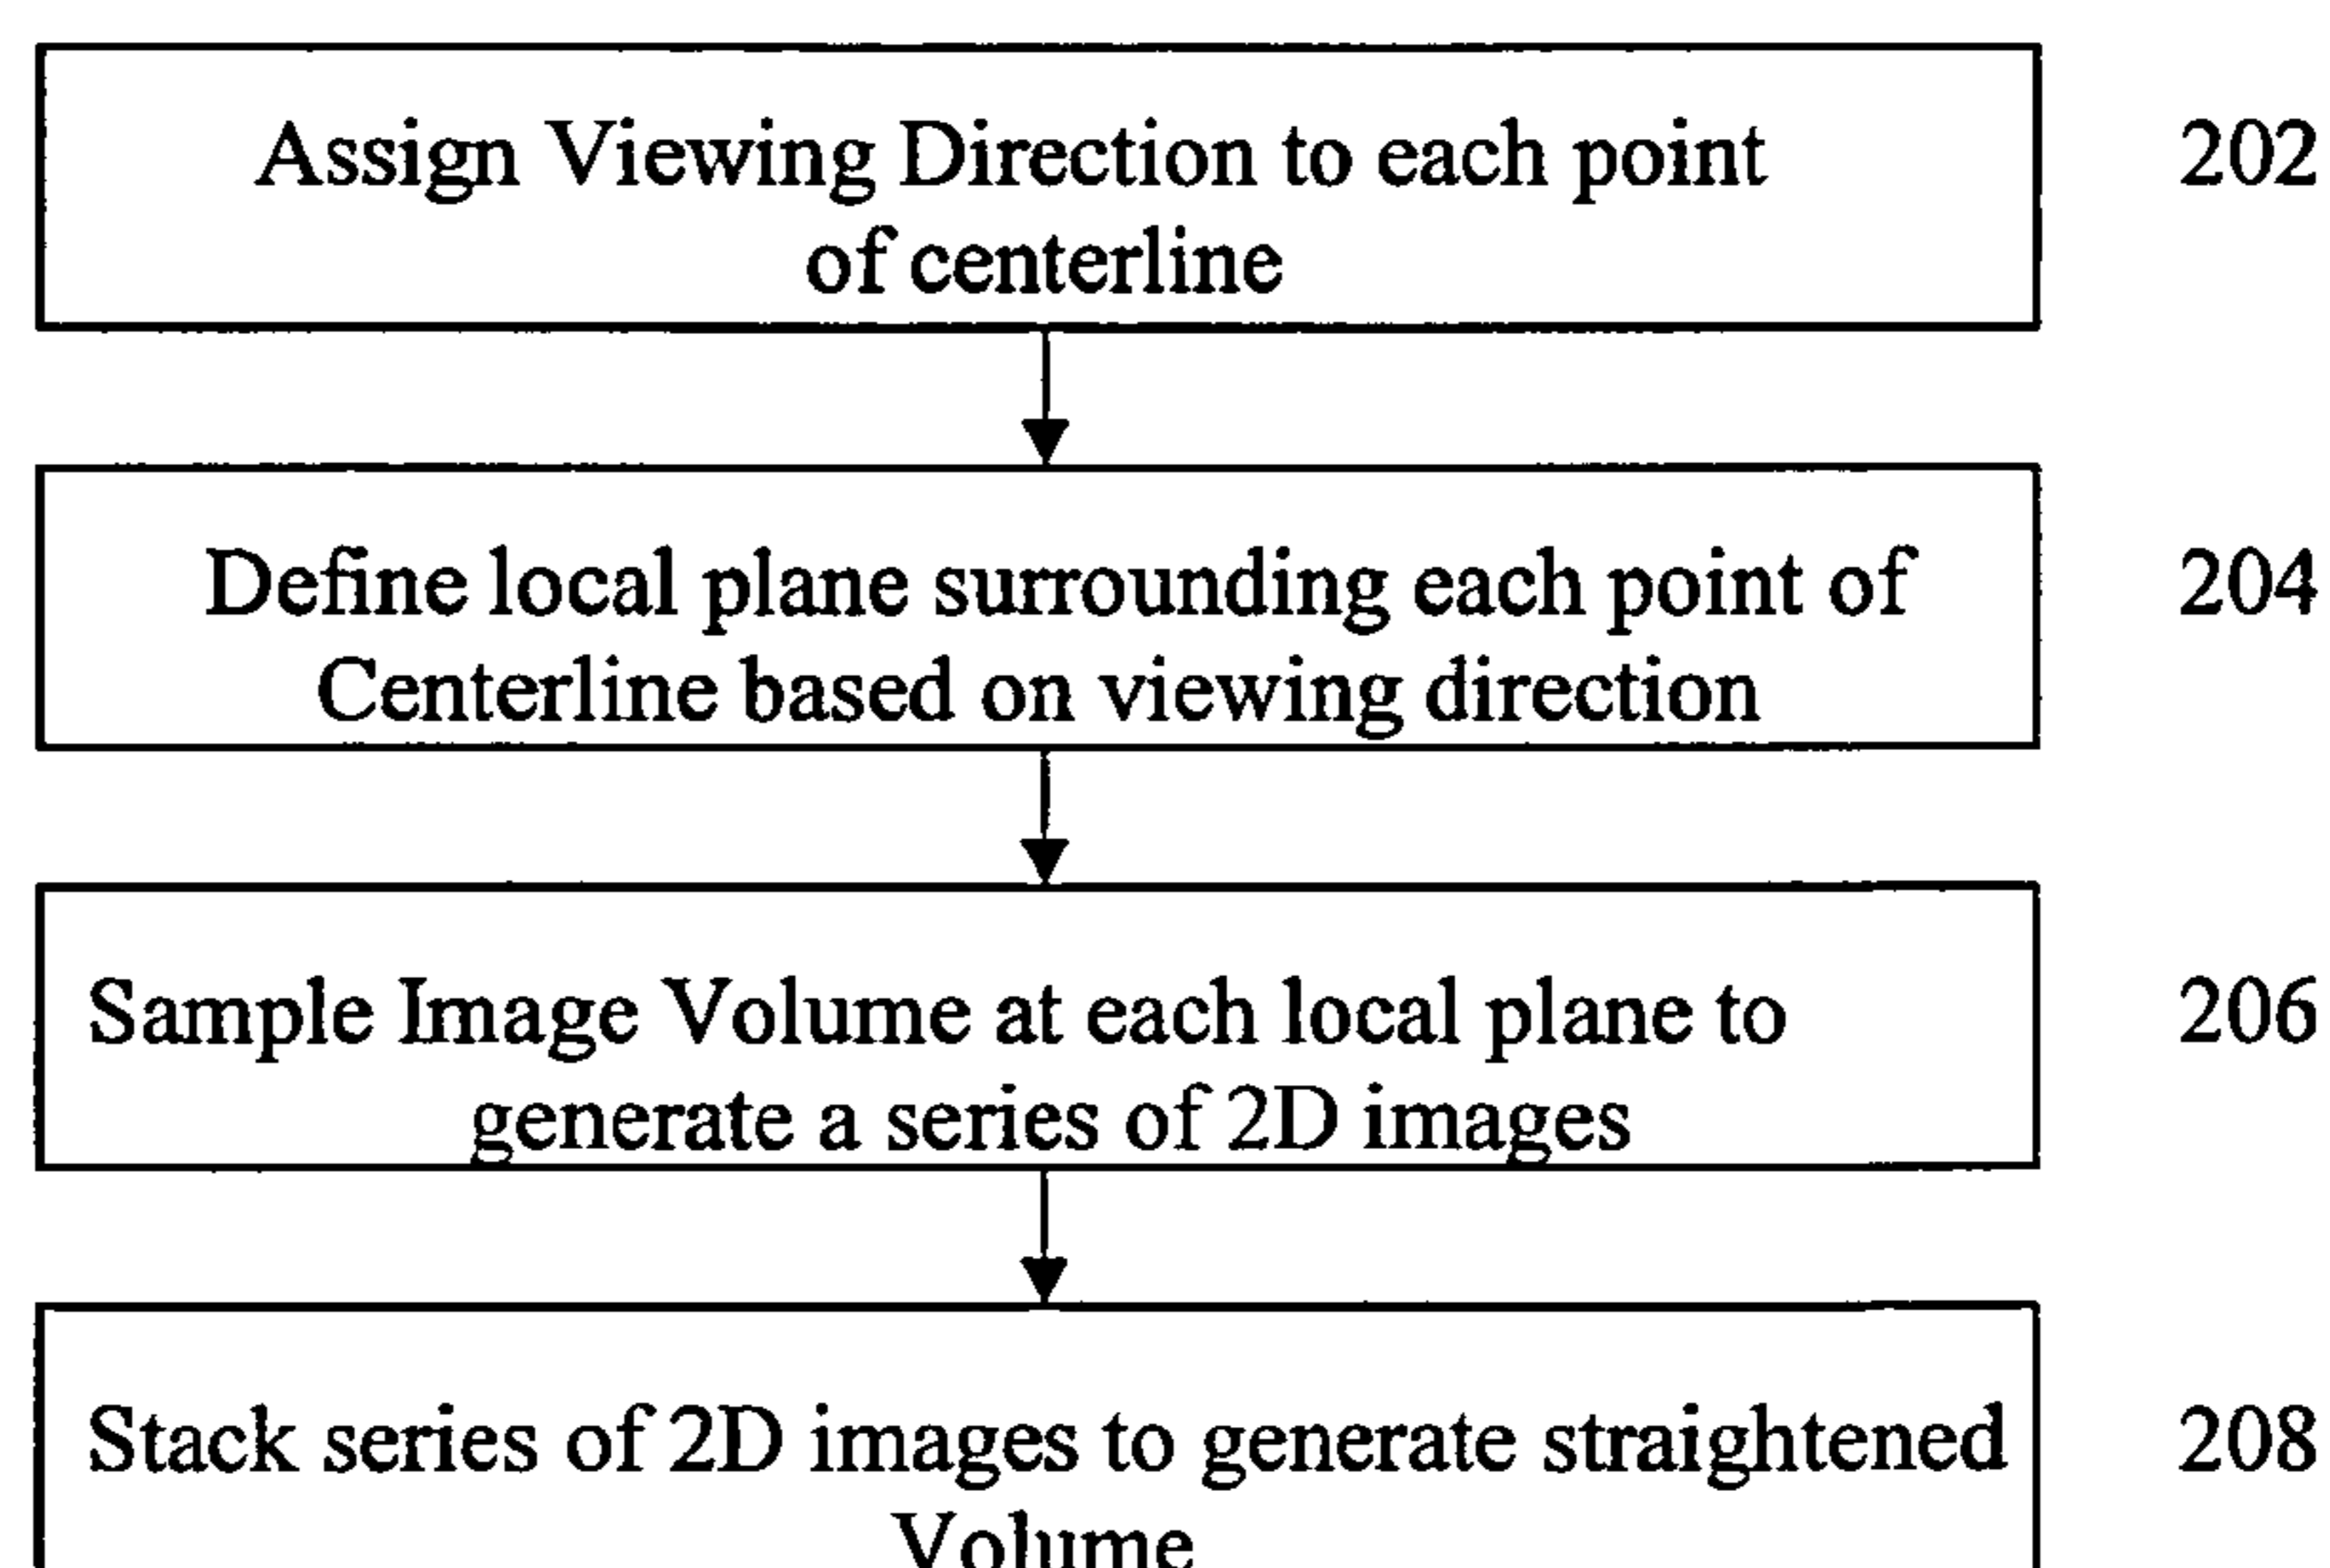 Assign Viewing Direction to each point
of centerline
202
Define local plane surrounding each point of
Centerline based on viewing direction
204
Sample Image Volume at each local plane to
generate a series of 2D images
206
Stack series of 2D images to generate straightened
Volume
208